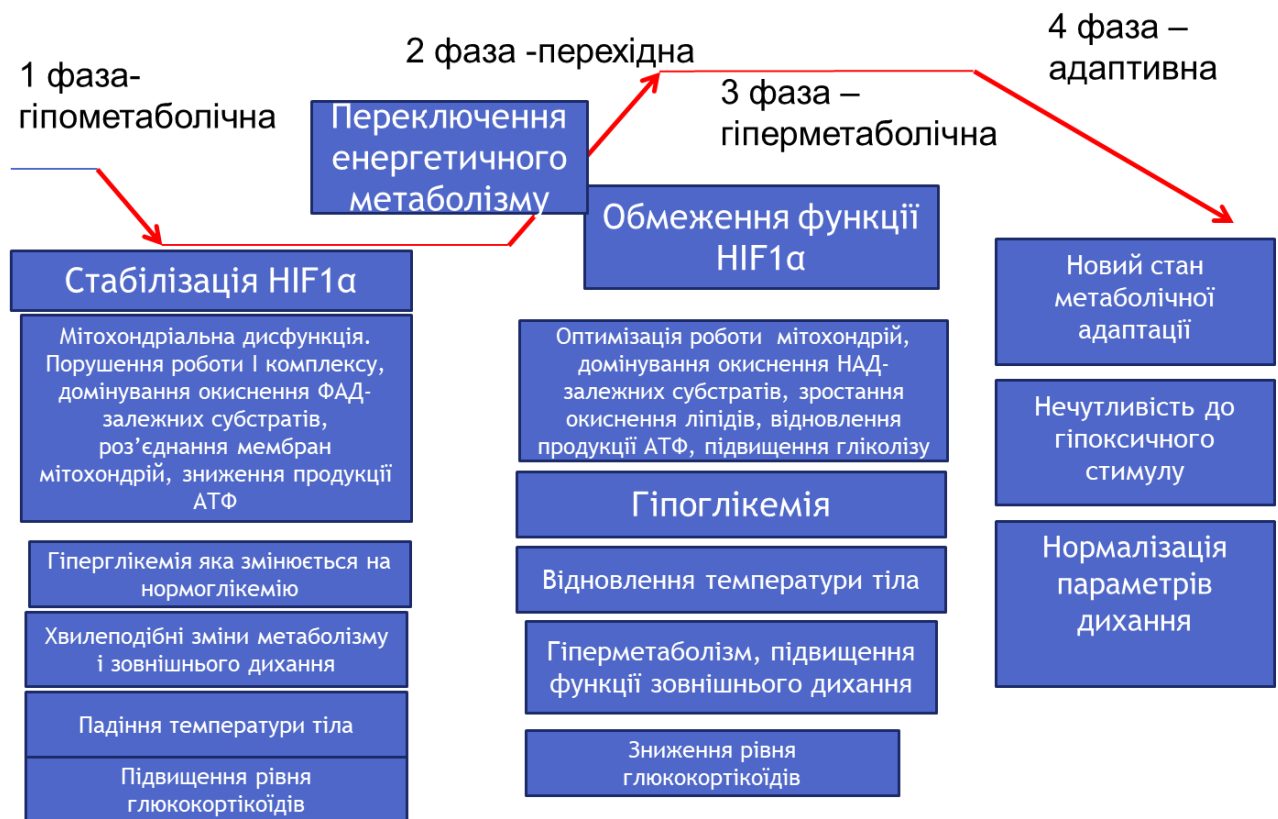 1 фаза-
гіпометаболічна
2 фаза -перехідна
3 фаза –
гіперметаболічна
4 фаза –
адаптивна
Переключення
енергетичного
метаболізму
Стабілізація HIF1α
Мітохондріальна дисфункція.
Порушення роботи І комплексу,
домінування окиснення ФАД-
залежних субстратів,
роз’єднання мембран
мітохондрій, зниження продукції
АТФ
Гіперглікемія яка змінюється на
нормоглікемію
Хвилеподібні зміни метаболізму
і зовнішнього дихання
Падіння температури тіла
Підвищення рівня
глюкокортікоїдів
Обмеження функції
HIF1α
Оптимізація роботи мітохондрій,
домінування окиснення НАД-
залежних субстратів, зростання
окиснення ліпідів, відновлення
продукції АТФ, підвищення гліколізу
Гіпоглікемія
Відновлення температури тіла
Гіперметаболізм, підвищення
функції зовнішнього дихання
Зниження рівня
глюкокортікоїдів
Новий стан
метаболічної
адаптації
Нечутливість до
гіпоксичного
стимулу
Нормалізація
параметрів
дихання